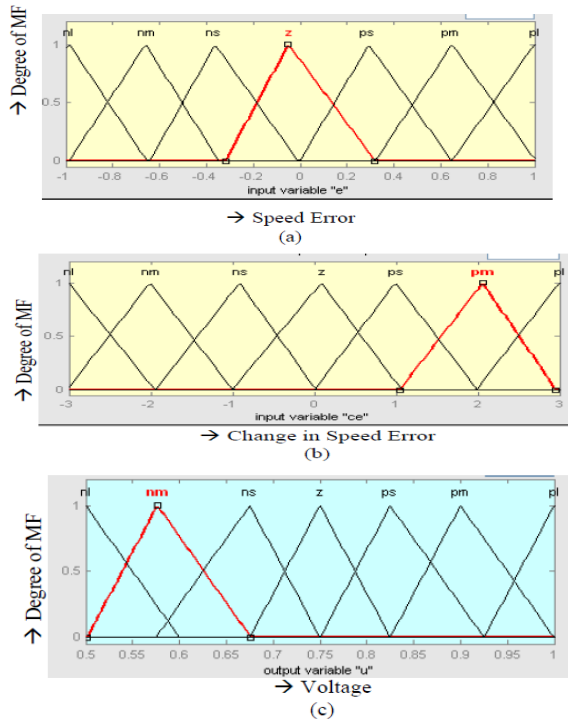 → Degree of MF
nl nm ns z ps pm pl
1
0.5
0
-1 -0.8 -0.6 -0.4 -0.2 0 0.2 0.4 0.6 0.8 1
input variable "e"
→ Speed Error
(a)
→ Degree of MF
nl nm ns z ps pm pl
1
0.5
0
-3 -2 -1 0 1 2 3
input variable "ce"
→ Change in Speed Error
(b)
→ Degree of MF
nl nm ns z ps pm pl
1
0.5
0
0.5 0.55 0.6 0.65 0.7 0.75 0.8 0.85 0.9 0.95 1
output variable "u"
→ Voltage
(c)